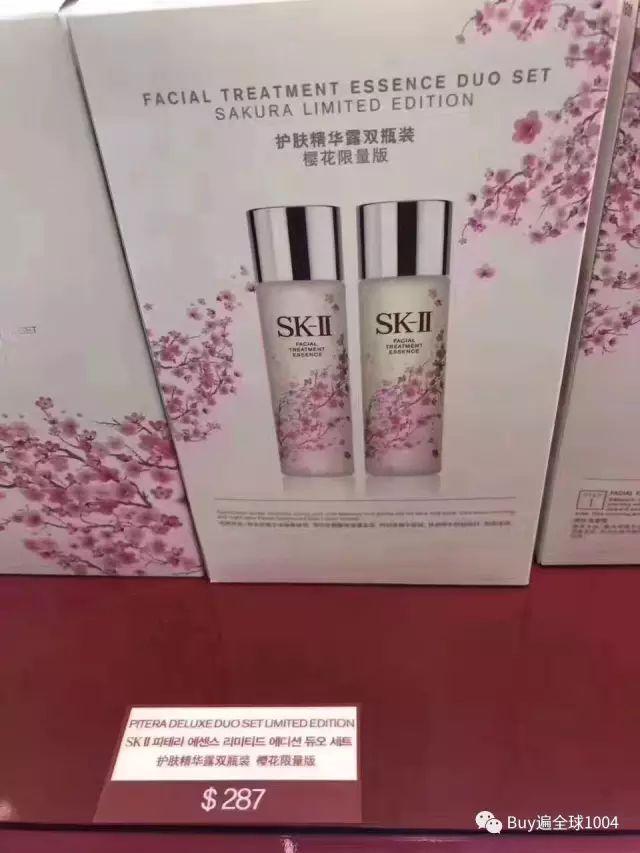 FACIAL TREATMENT ESSENCE DUO SET
SAKURA LIMITED EDITION
护肤精华露双瓶装
樱花限量版
SK-II
FACIAL
TREATMENT
ESSENCE
SK-II
FACIAL
TREATMENT
ESSENCE
STEP
1
FACIAL
PITERA DELUXE DUO SET LIMITED EDITION
SKⅡ 피테라 에센스 리미티드 에디션 듀오 세트
护肤精华露双瓶装 樱花限量版
$ 287
Buy遍全球1004